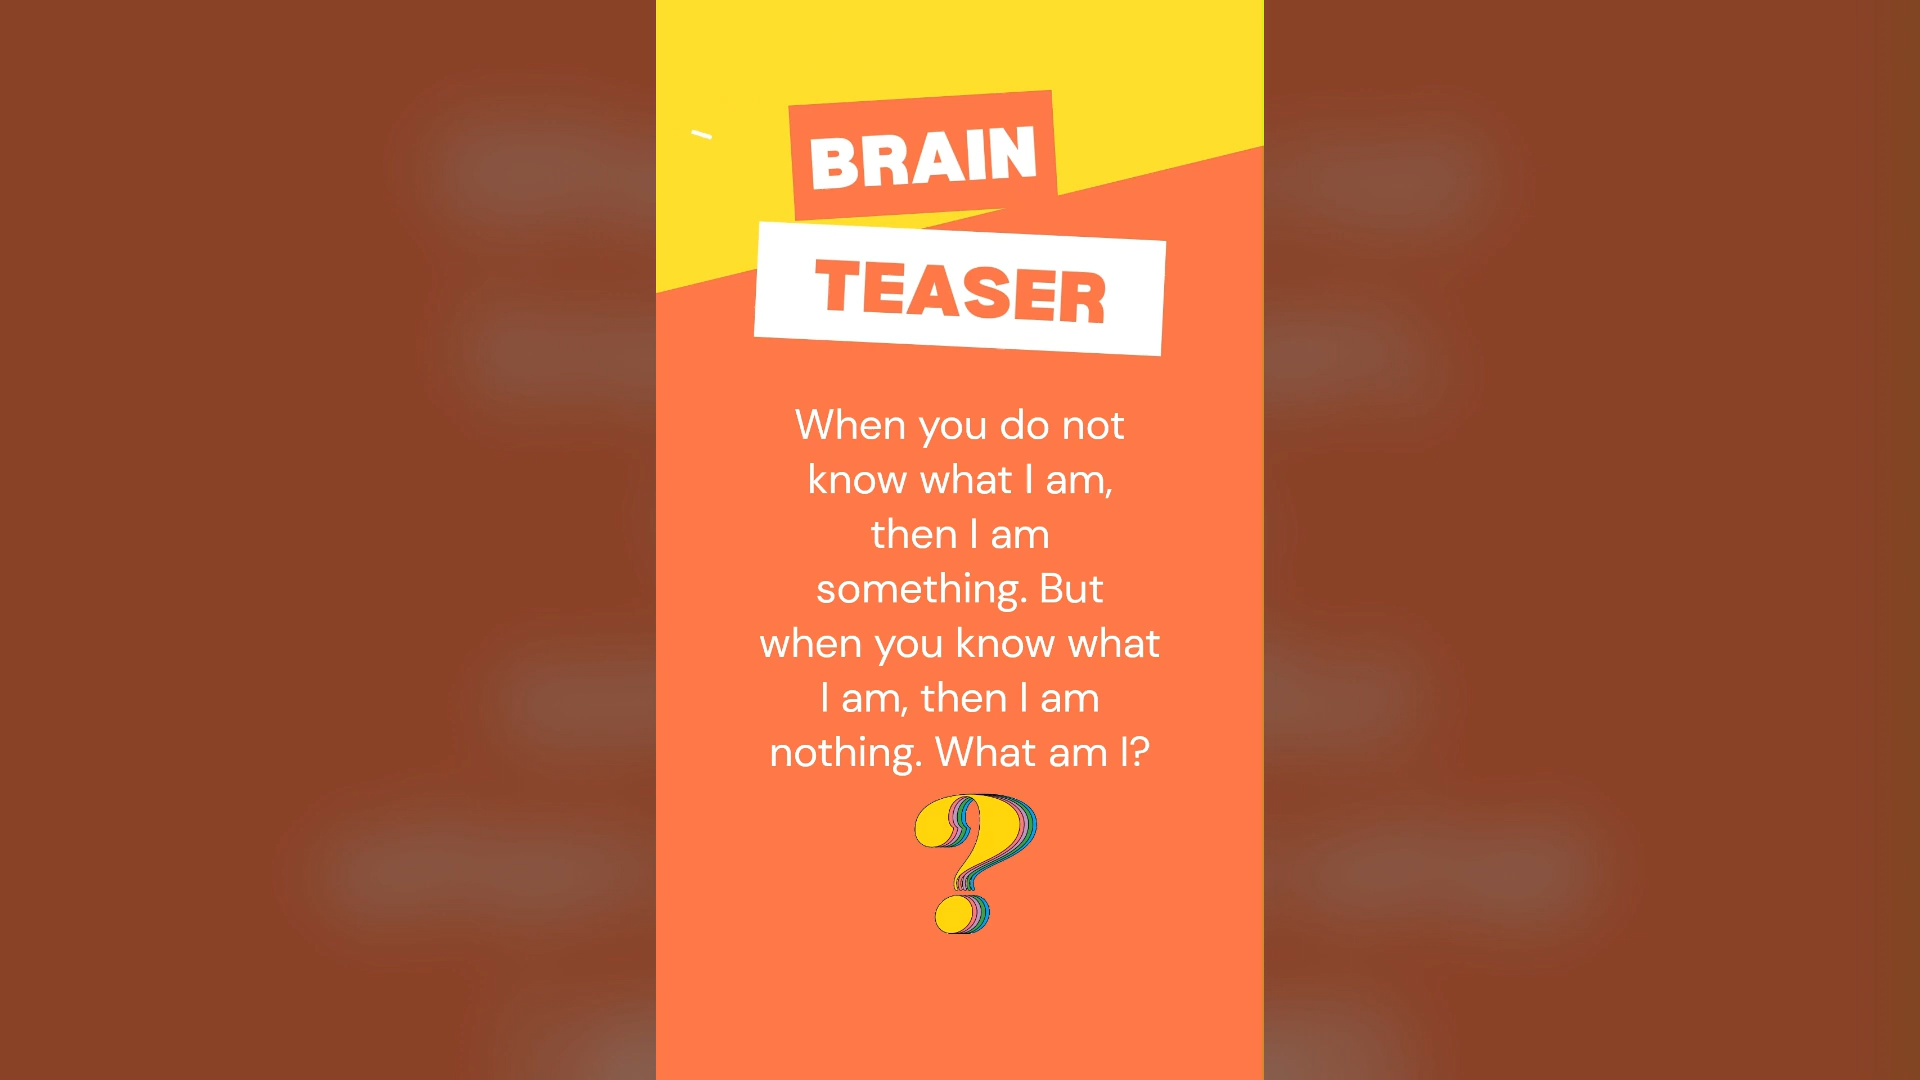 BRAIN
TEASER
When you do not
know what I am,
then I am
something. But
when you know what
I am, then I am
nothing. What am I?
?